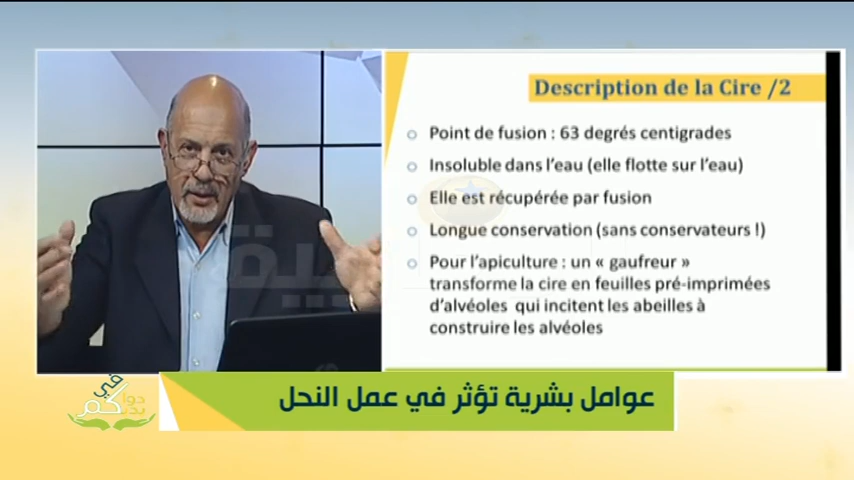 Description de la Cire /2
Point de fusion : 63 degrés centigrades
Insoluble dans l'eau (elle flotte sur l'eau)
Elle est récupérée par fusion
Longue conservation (sans conservateurs !)
Pour l'apiculture : un « gaufreur »
transforme la cire en feuilles pré-imprimées
d'alvéoles qui incitent les abeilles à
construire les alvéoles
عوامل بشرية تؤثر في عمل النحل
في